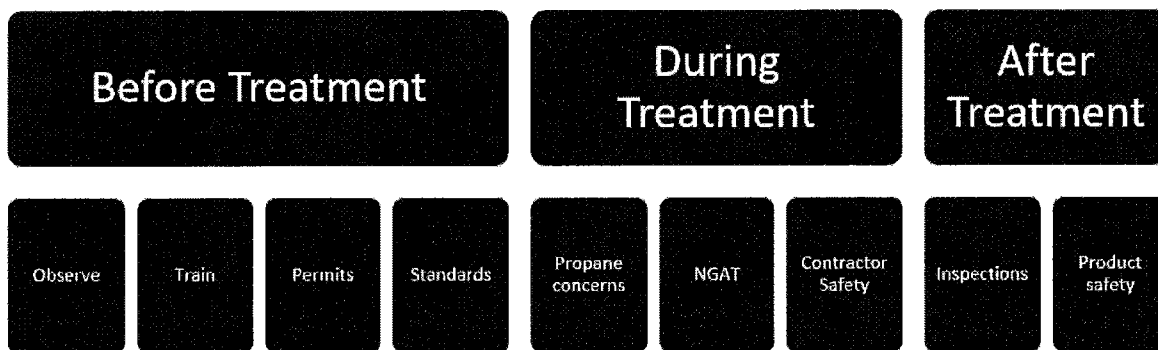 Before Treatment
During
Treatment
After
Treatment
Observe
Train
Permits
Standards
Propane
concerns
NGAT
Contractor
Safety
Inspections
Product
safety